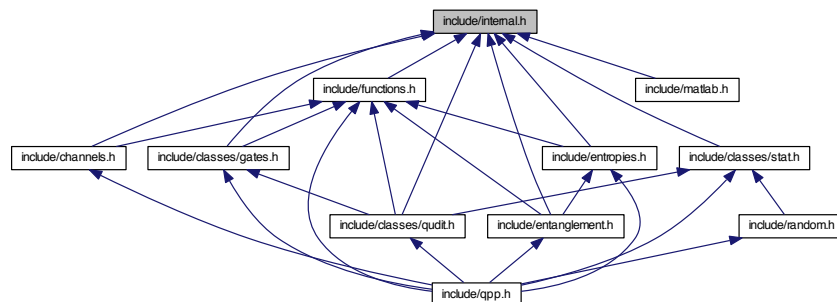 include/internal.h
include/functions.h
include/matlab.h
include/channels.h
include/classes/gates.h
include/entropies.h
include/classes/stat.h
include/classes/qudit.h
include/entanglement.h
include/random.h
include/qpp.h